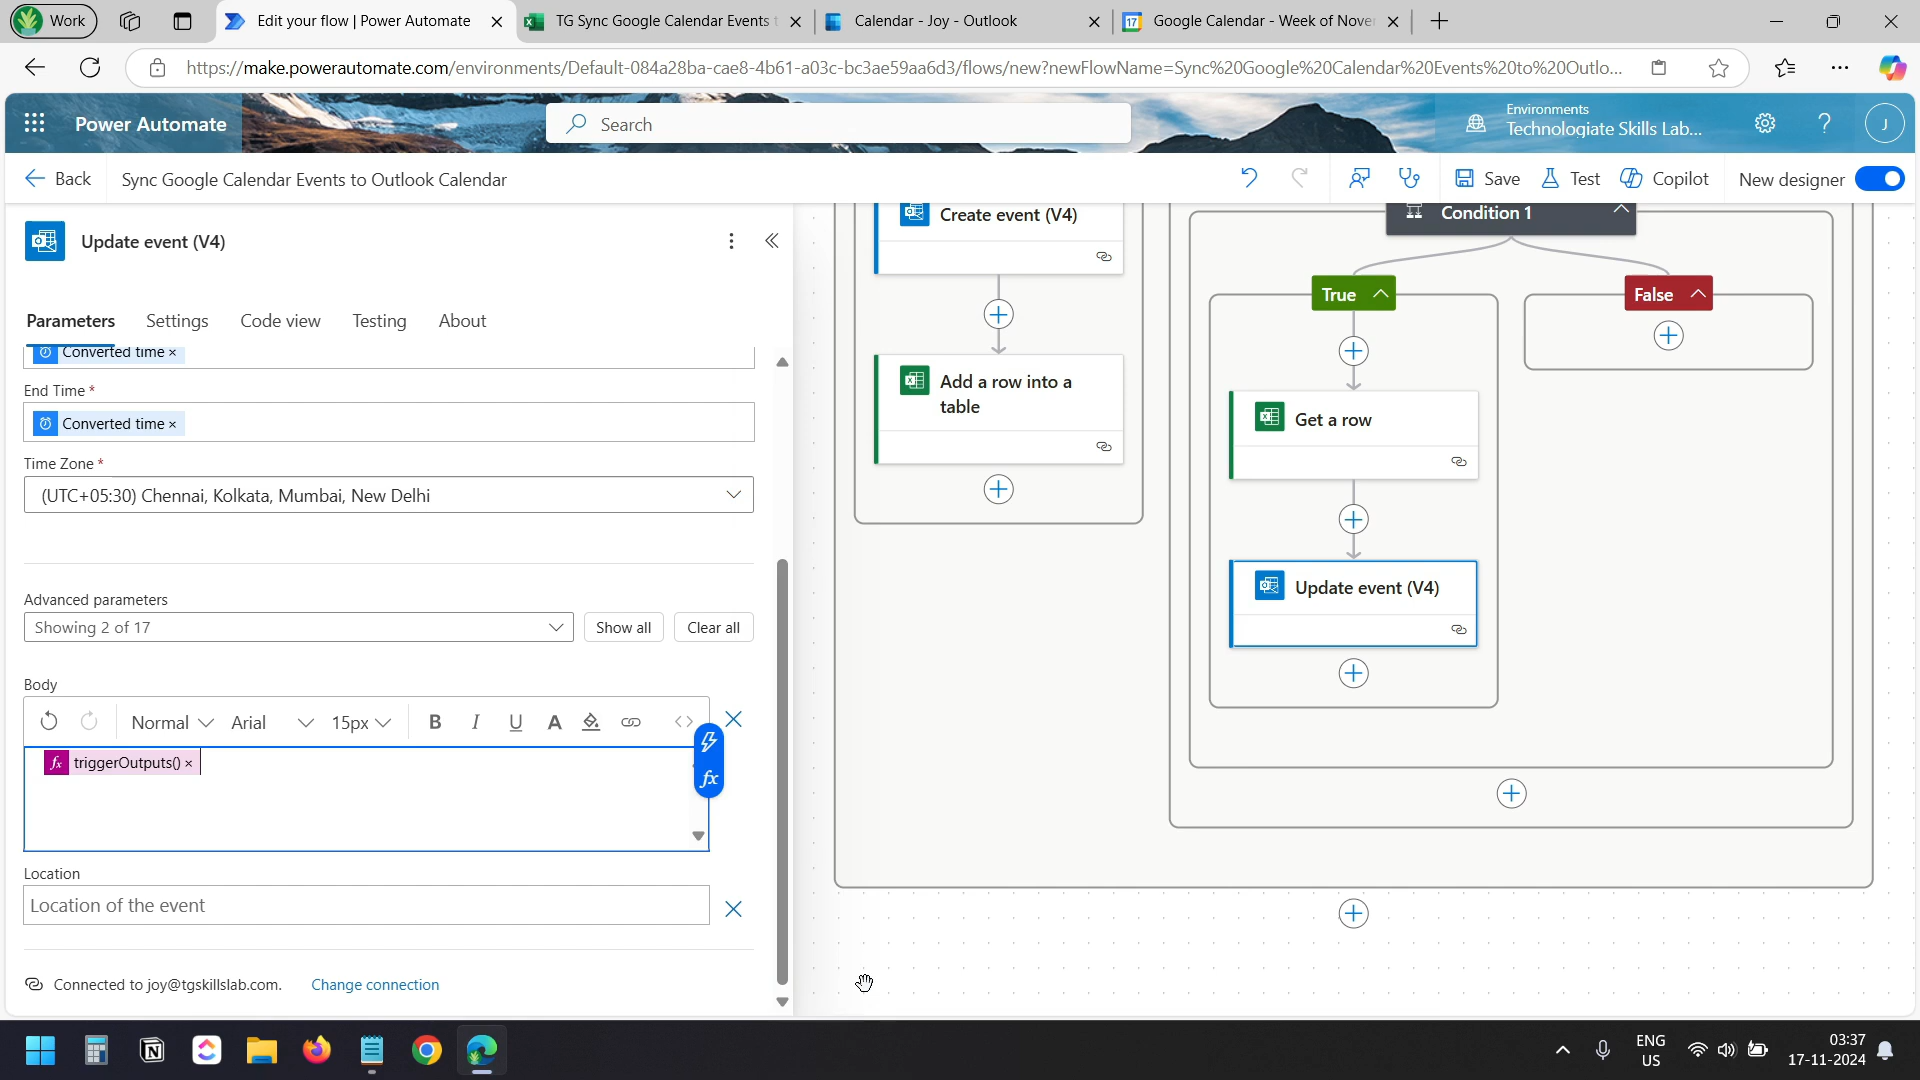 Work
Edit your flow | Power Automate
TG Sync Google Calendar Events t
Calendar - Joy - Outlook
17
Google Calendar - Week of Nove
https://make.powerautomate.com/environments/Default-084a28ba-cae8-4b61-a03c-bc3ae59aa6d3/flows/new?newFlowName=Sync%20Google%20Calendar%20Events%20to%20Outlo...
Power Automate
Search
Environments
Technologiate Skills Lab...
?
J
Back
Sync Google Calendar Events to Outlook Calendar
Save
Test
Copilot
New designer
Update event (V4)
Parameters
Settings
Code view
Testing
About
Converted time ×
End Time *
Converted time ×
Time Zone *
(UTC+05:30) Chennai, Kolkata, Mumbai, New Delhi
Advanced parameters
Showing 2 of 17
Show all
Clear all
Body
Normal
Arial
15px
B
I
U
A
fx triggerOutputs() ×
fx
Location
Location of the event
Connected to joy@tgskillslab.com.
Change connection
Create event (V4)
Add a row into a
table
Condition 1
True
False
Get a row
Update event (V4)
ENG
US
03:37
17-11-2024